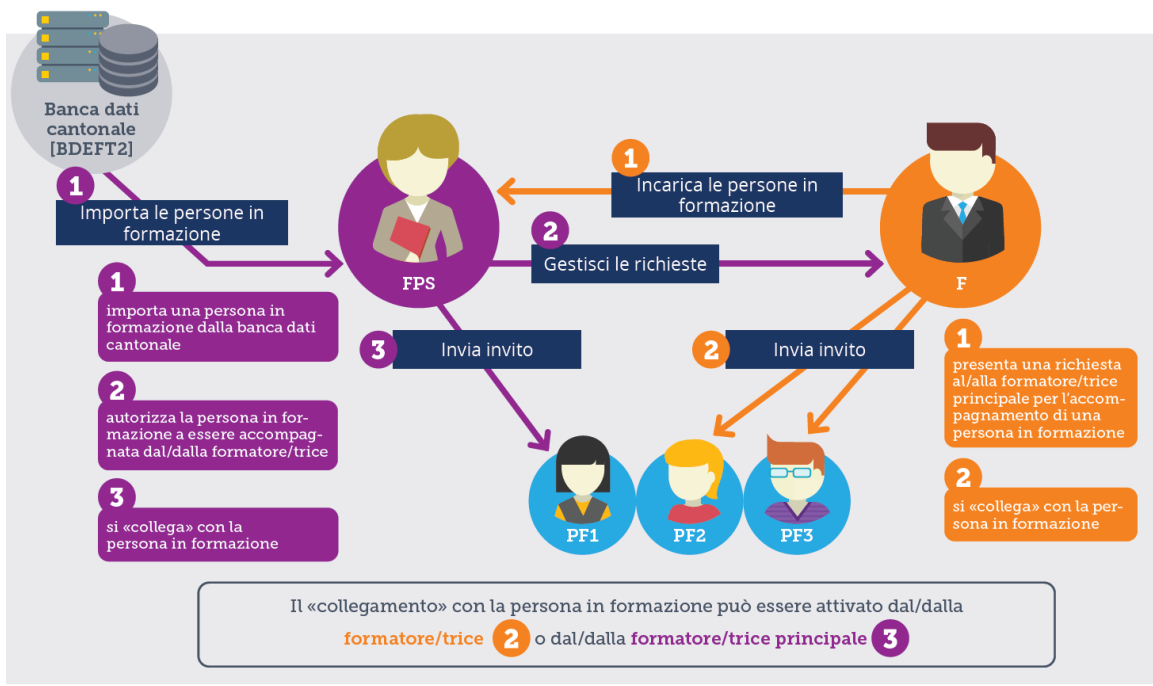 Banca dati
cantonale
[BDEFT2]
1
Importa le persone in
formazione
FPS
1
Incarica le persone in
formazione
2
Gestisci le richieste
F
3
Invia invito
2
Invia invito
1
importa una persona in
formazione dalla banca dati
cantonale
2
autorizza la persona in for-
mazione a essere accompag-
nata dal/dalla formatore/trice
3
si «collega» con la
persona in formazione
PF1
PF2
PF3
1
presenta una richiesta
al/alla formatore/trice
principale per l’accom-
pagnamento di una
persona in formazione
2
si «collega» con la per-
sona in formazione
Il «collegamento» con la persona in formazione può essere attivato dal/dalla
formatore/trice 2 o dal/dalla formatore/trice principale 3